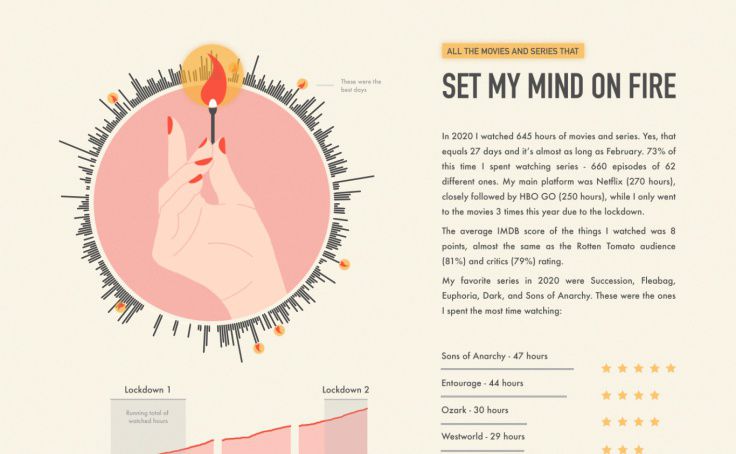 ALL THE MOVIES AND SERIES THAT
SET MY MIND ON FIRE
These were the
best days
In 2020 I watched 645 hours of movies and series. Yes, that
equals 27 days and it's almost as long as February. 73% of
this time I spent watching series - 660 episodes of 62
different ones. My main platform was Netflix (270 hours),
closely followed by HBO GO (250 hours), while I only went
to the movies 3 times this year due to the lockdown.
The average IMDB score of the things I watched was 8
points, almost the same as the Rotten Tomato audience
(81%) and critics (79%) rating.
My favorite series in 2020 were Succession, Fleabag,
Euphoria, Dark, and Sons of Anarchy. These were the ones
I spent the most time watching:
Sons of Anarchy - 47 hours
Entourage - 44 hours
Ozark - 30 hours
Westworld - 29 hours
Lockdown 1
Lockdown 2
Running total of
watched hours